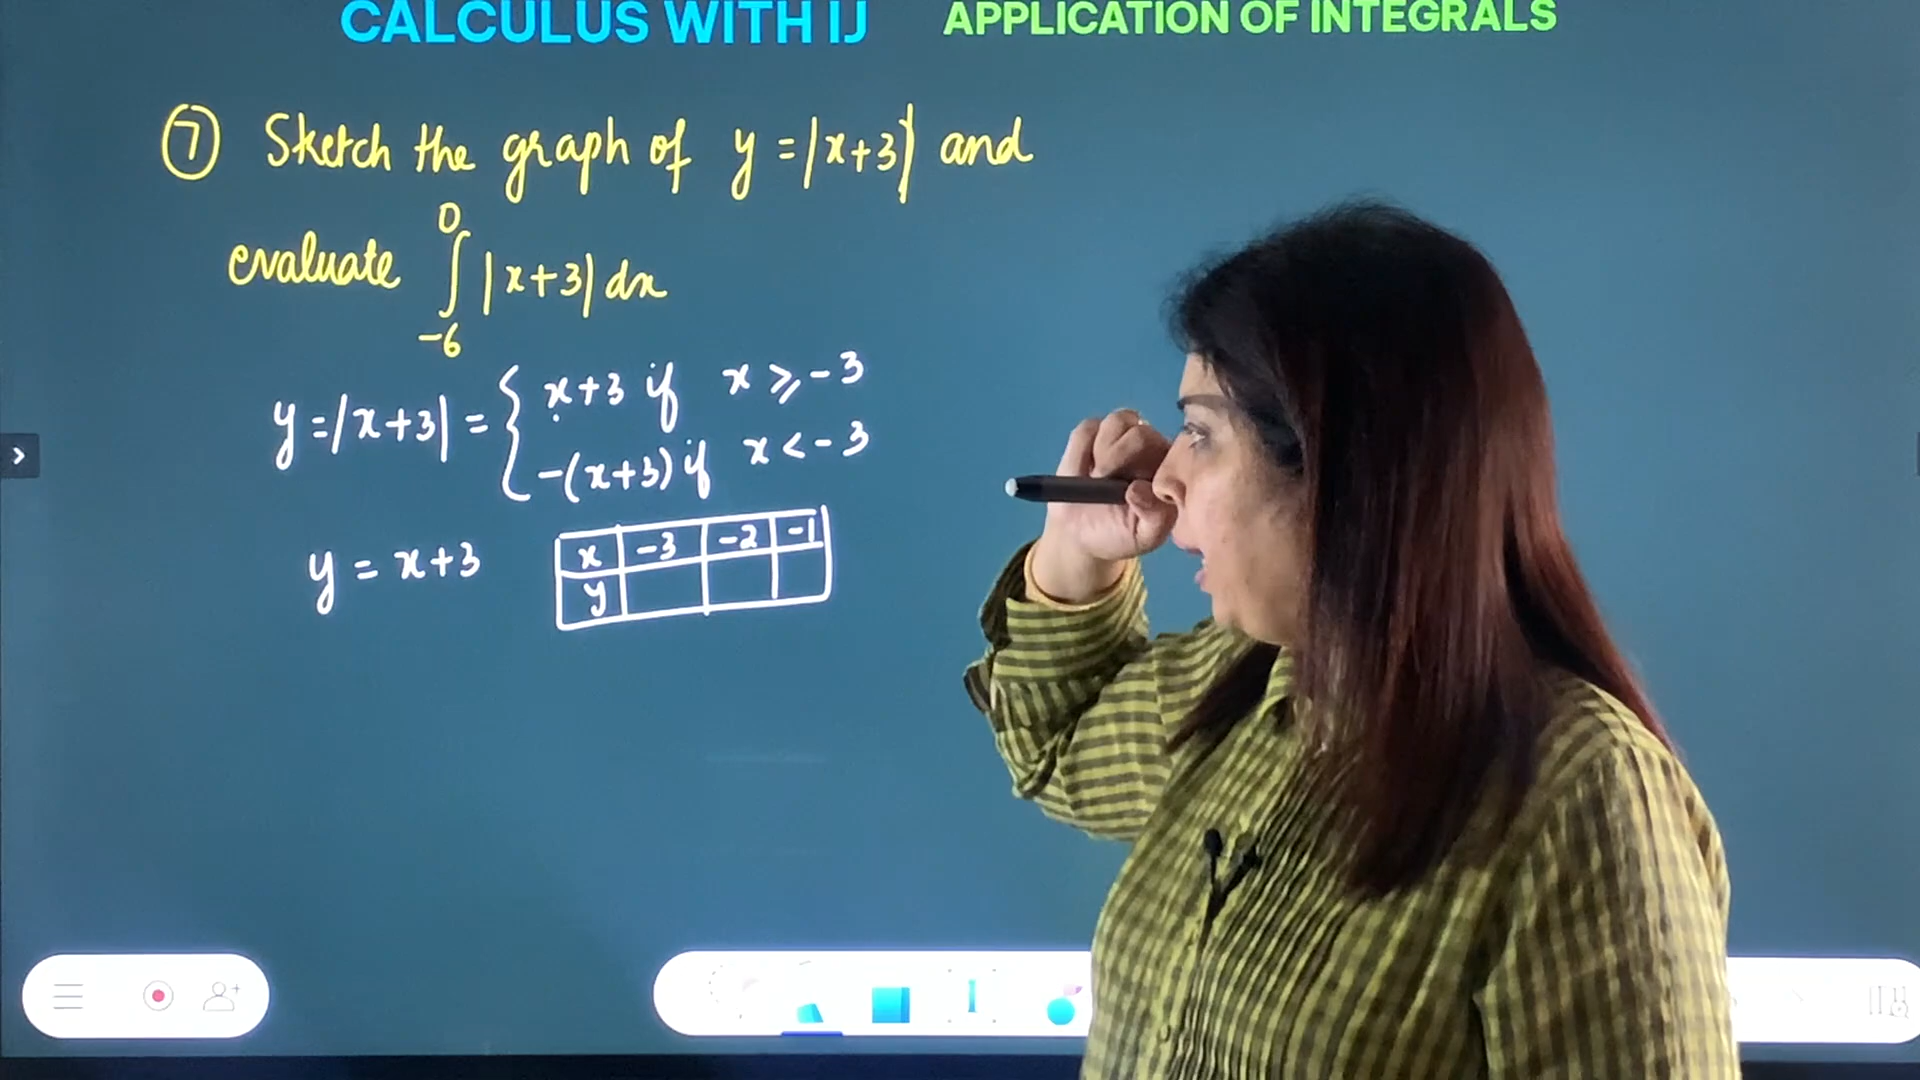 CALCULUS WITH IJ APPLICATION OF INTEGRALS
⑦ Sketch the graph of y = |x+3| and
evaluate ∫_{-6}^{0} |x+3| dx
y = |x+3| = { x+3 if x ≥ -3
-(x+3) if x < -3
y = x+3
x -3 -2 -1
y